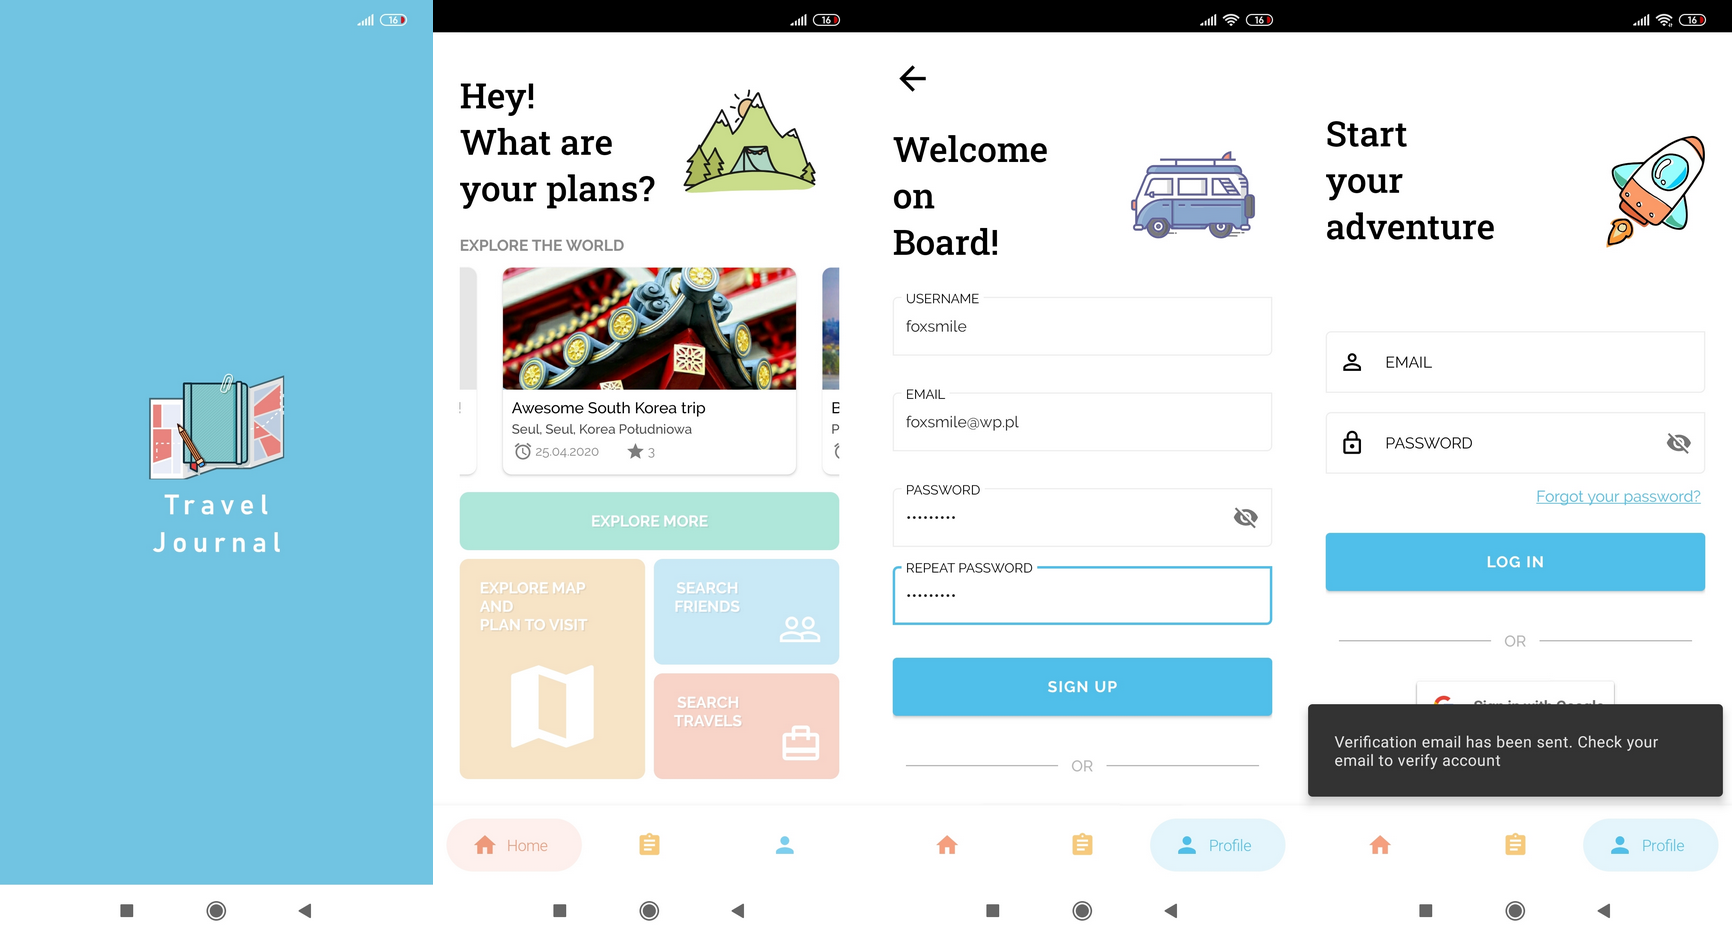 16
Travel
Journal
16
Hey!
What are
your plans?
EXPLORE THE WORLD
Awesome South Korea trip
Seul, Seul, Korea Południowa
25.04.2020
3
EXPLORE MORE
EXPLORE MAP
AND
PLAN TO VISIT
SEARCH
FRIENDS
SEARCH
TRAVELS
Home
16
Welcome
on
Board!
USERNAME
foxsmile
EMAIL
foxsmile@wp.pl
PASSWORD
•••••••••
REPEAT PASSWORD
•••••••••
SIGN UP
OR
Profile
16
Start
your
adventure
EMAIL
PASSWORD
Forgot your password?
LOG IN
OR
Sign in with Google
Verification email has been sent. Check your
email to verify account
Profile